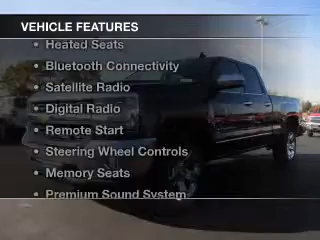 VEHICLE FEATURES
• Heated Seats
• Bluetooth Connectivity
• Satellite Radio
• Digital Radio
• Remote Start
• Steering Wheel Controls
• Memory Seats
• Premium Sound System